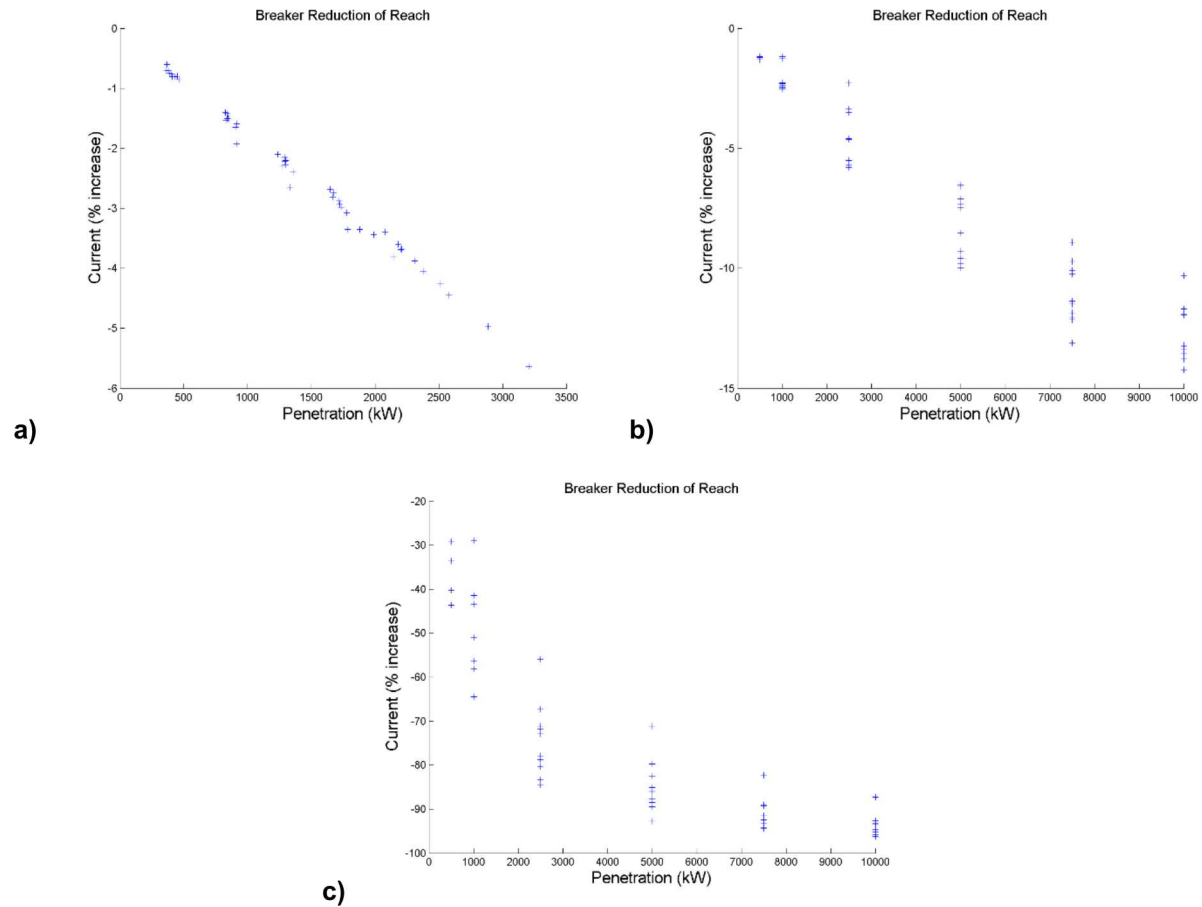 Breaker Reduction of Reach
0
-1
-2
-3
-4
-5
-6
Current (% increase)
0 500 1000 1500 2000 2500 3000 3500
Penetration (kW)
a)
Breaker Reduction of Reach
0
-5
-10
-15
Current (% increase)
0 1000 2000 3000 4000 5000 6000 7000 8000 9000 10000
Penetration (kW)
b)
Breaker Reduction of Reach
-20
-30
-40
-50
-60
-70
-80
-90
-100
Current (% increase)
0 1000 2000 3000 4000 5000 6000 7000 8000 9000 10000
Penetration (kW)
c)